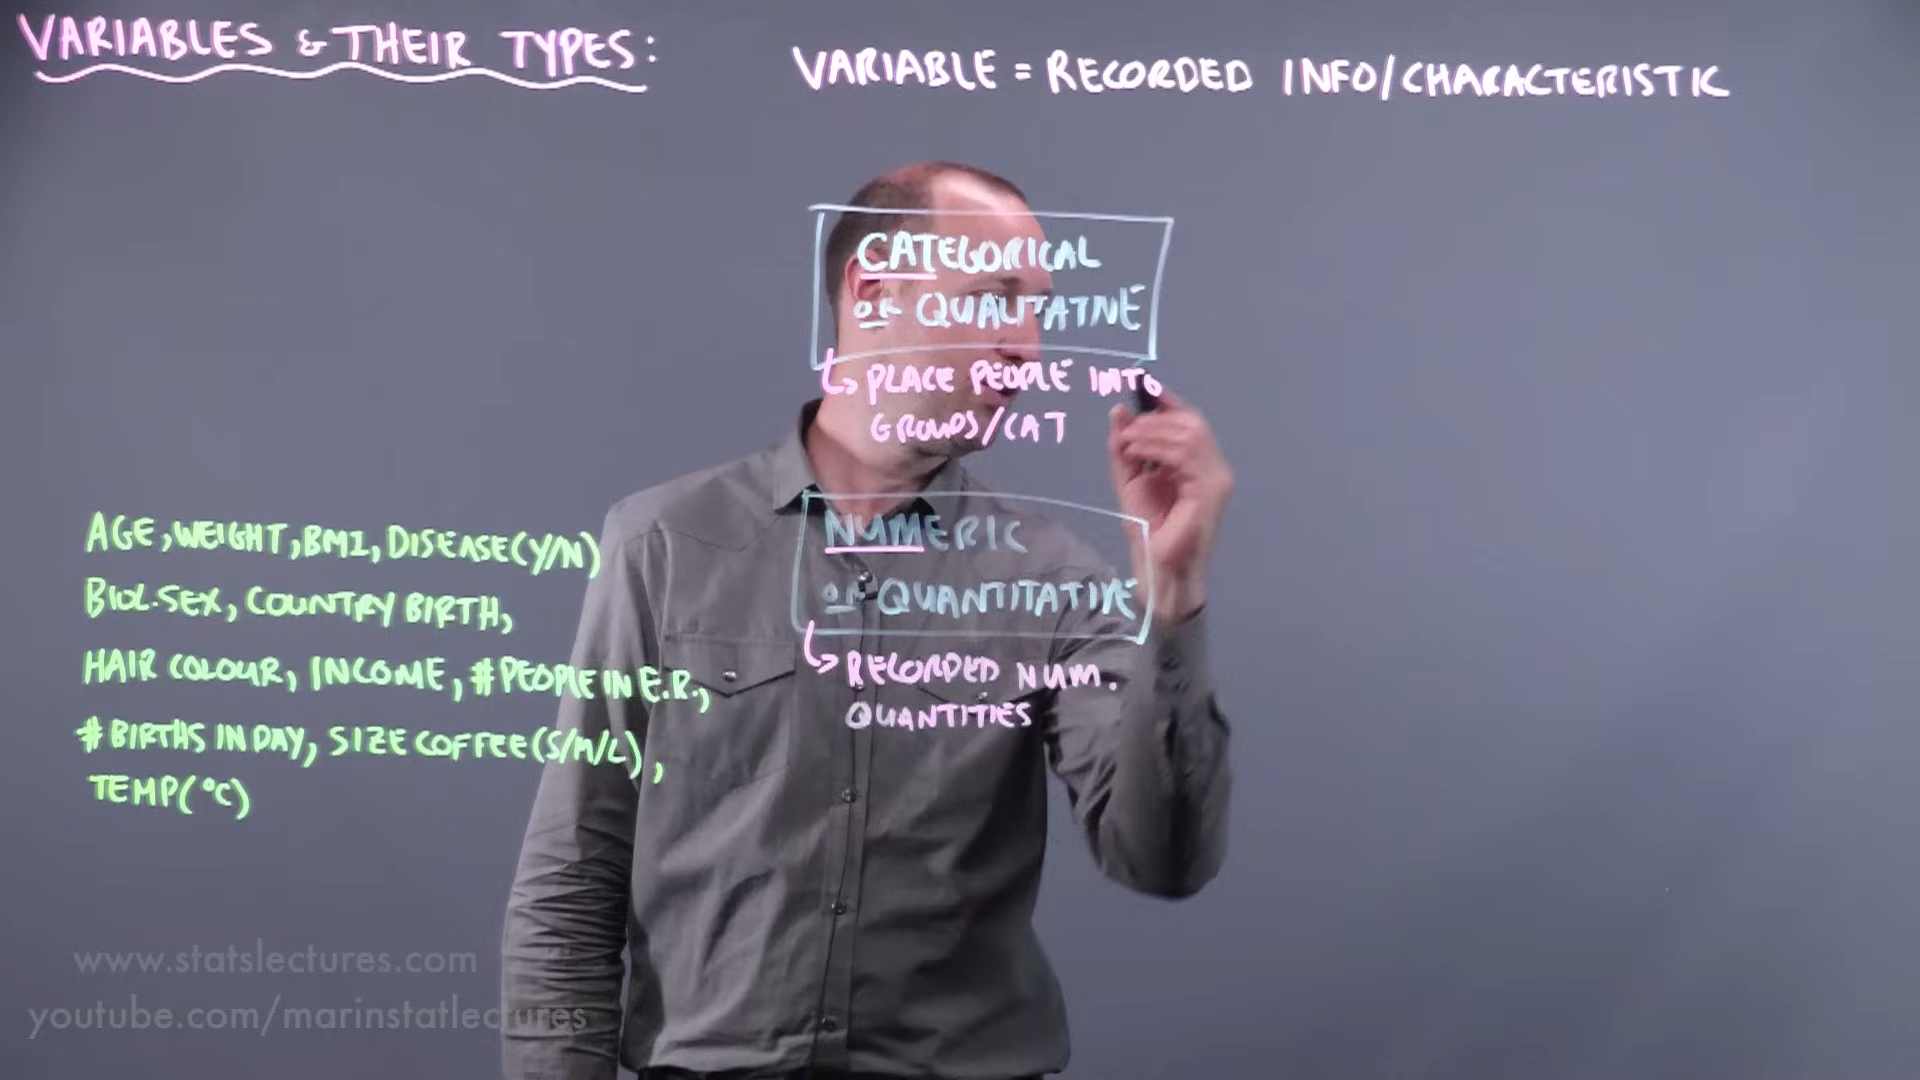 VARIABLES & THEIR TYPES:
VARIABLE = RECORDED INFO/CHARACTERISTIC
CATEGORICAL
OR QUALITATIVE
↳ PLACE PEOPLE INTO
GROUPS/CAT
AGE, WEIGHT, BMI, DISEASE(Y/N)
BIOL.SEX, COUNTRY BIRTH,
HAIR COLOUR, INCOME, #PEOPLE IN E.R.,
#BIRTHS IN DAY, SIZE COFFEE(S/M/L),
TEMP(°C)
NUMERIC
OR QUANTITATIVE
↳ RECORDED NUM.
QUANTITIES
www.statslectures.com
youtube.com/marinstatlectures